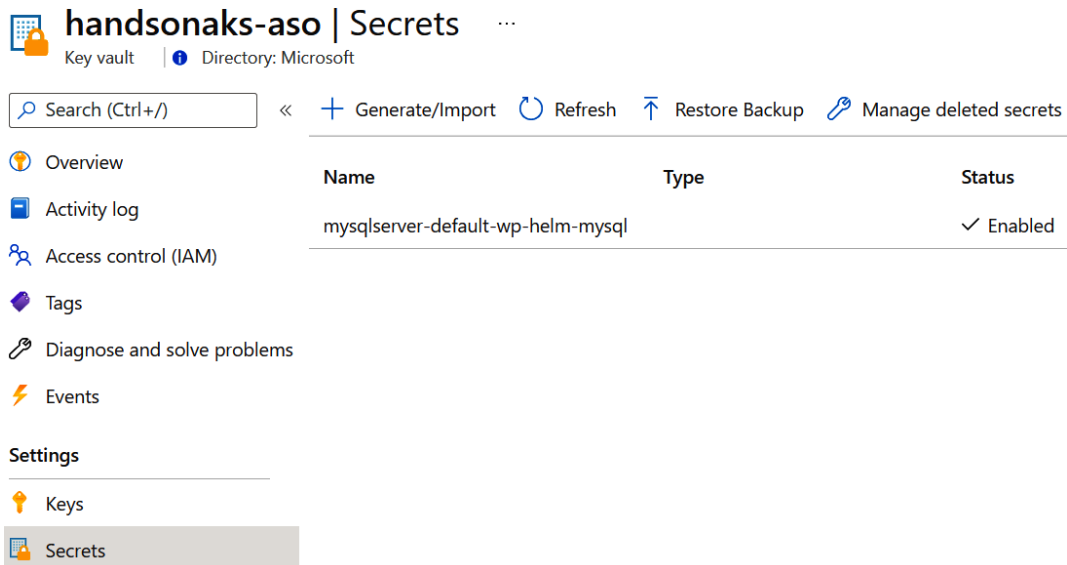 handsonaks-aso | Secrets ...
Key vault | Directory: Microsoft
Search (Ctrl+/) «
Generate/Import Refresh Restore Backup Manage deleted secrets
Overview
Activity log
Access control (IAM)
Tags
Diagnose and solve problems
Events
Settings
Keys
Secrets
Name Type Status
mysqlserver-default-wp-helm-mysql ✓ Enabled